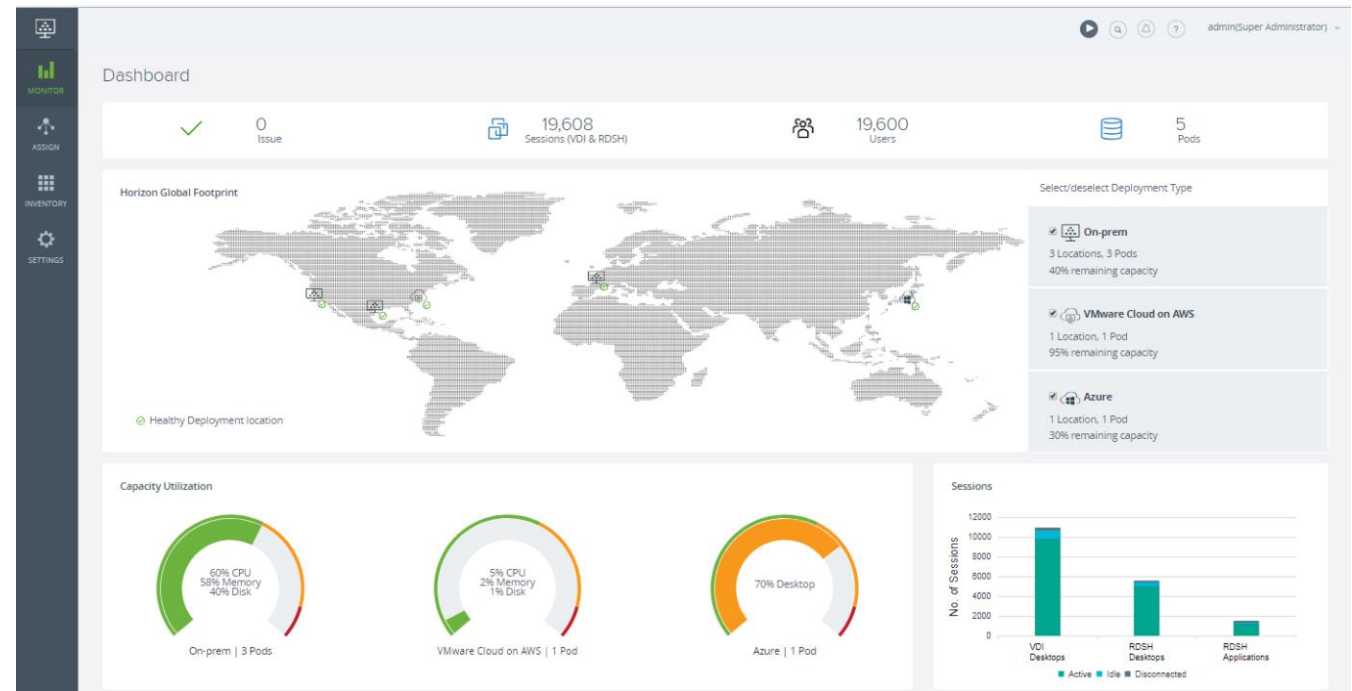 admin(Super Administrator)
MONITOR
ASSIGN
INVENTORY
SETTINGS
Dashboard
0
Issue
19,608
Sessions (VDI & RDSH)
19,600
Users
5
Pods
Horizon Global Footprint
Healthy Deployment location
Select/deselect Deployment Type
On-prem
3 Locations, 3 Pods
40% remaining capacity
VMware Cloud on AWS
1 Location, 1 Pod
95% remaining capacity
Azure
1 Location, 1 Pod
30% remaining capacity
Capacity Utilization
60% CPU
58% Memory
40% Disk
On-prem | 3 Pods
5% CPU
2% Memory
1% Disk
VMware Cloud on AWS | 1 Pod
70% Desktop
Azure | 1 Pod
Sessions
No. of Sessions
12000
10000
8000
6000
4000
2000
0
VDI
Desktops
RDSH
Desktops
RDSH
Applications
Active Idle Disconnected